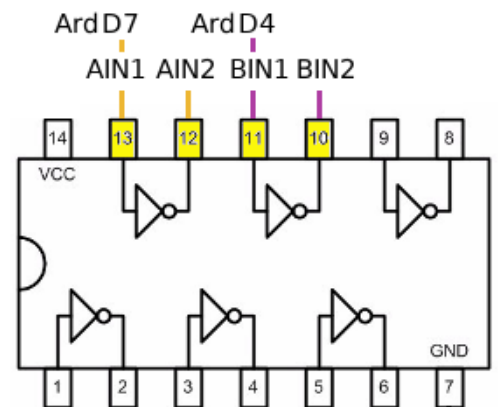 Ard D7 Ard D4
AIN1 AIN2 BIN1 BIN2
14 13 12 11 10 9 8
VCC
GND
1 2 3 4 5 6 7